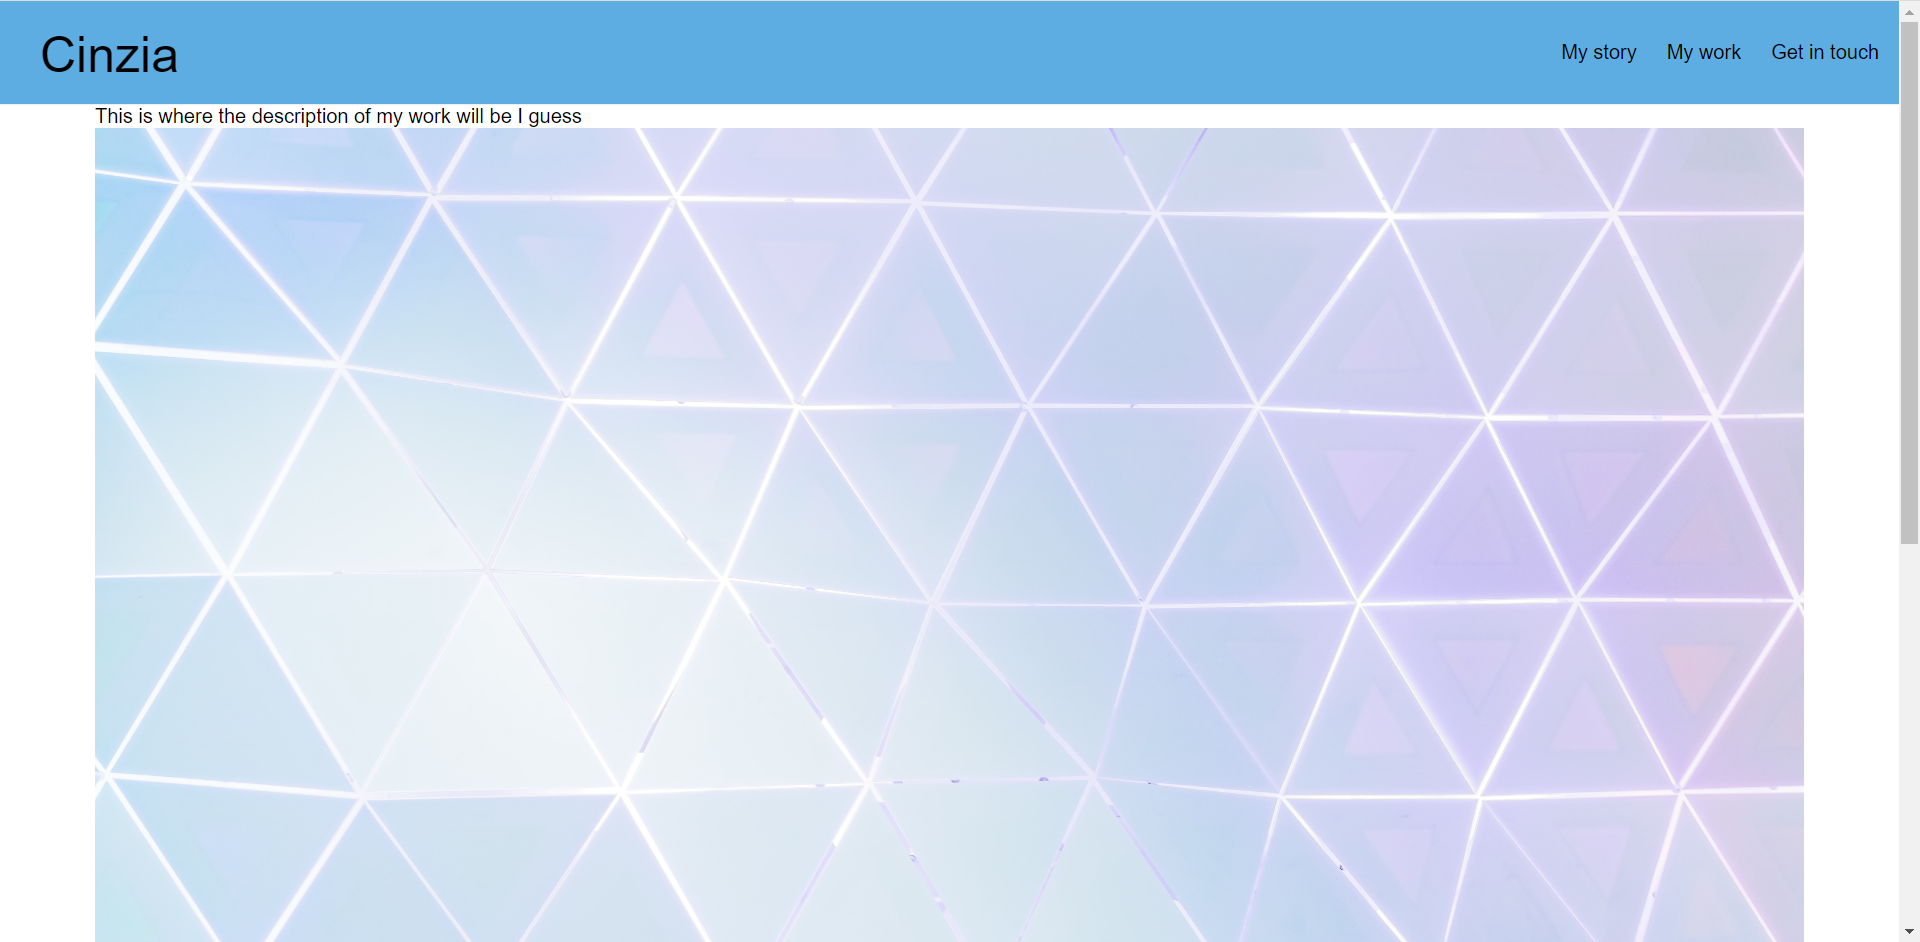 Cinzia
My story My work Get in touch
This is where the description of my work will be I guess